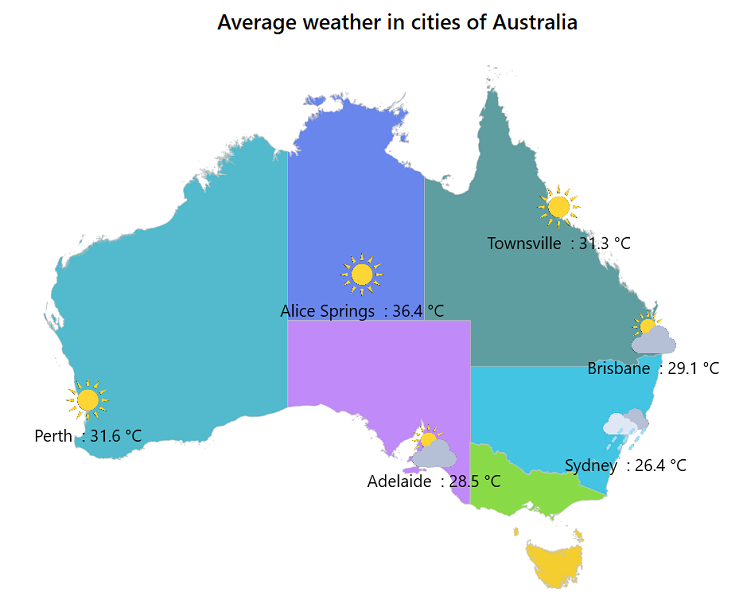 Average weather in cities of Australia
Townsville : 31.3 °C
Alice Springs : 36.4 °C
Brisbane : 29.1 °C
Perth : 31.6 °C
Sydney : 26.4 °C
Adelaide : 28.5 °C